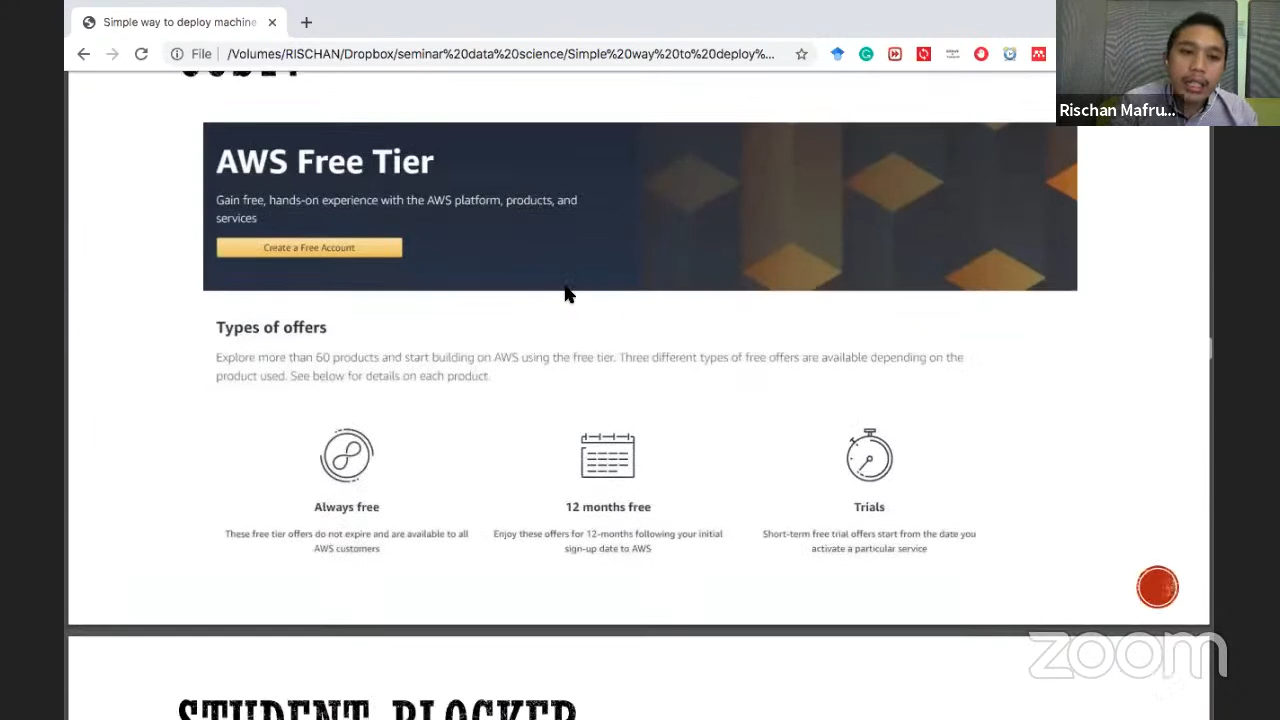 Simple way to deploy machine
File
/Volumes/RISCHAN/Dropbox/seminar%20data%20science/Simple%20way%20to%20deploy%...
Rischan Mafru...
AWS Free Tier
Gain free, hands-on experience with the AWS platform, products, and
services
Create a Free Account
Types of offers
Explore more than 60 products and start building on AWS using the free tier. Three different types of free offers are available depending on the
product used. See below for details on each product.
Always free
These free tier offers do not expire and are available to all
AWS customers
12 months free
Enjoy these offers for 12-months following your initial
sign-up date to AWS
Trials
Short-term free trial offers start from the date you
activate a particular service
zoom
STUDENT BLOCKER